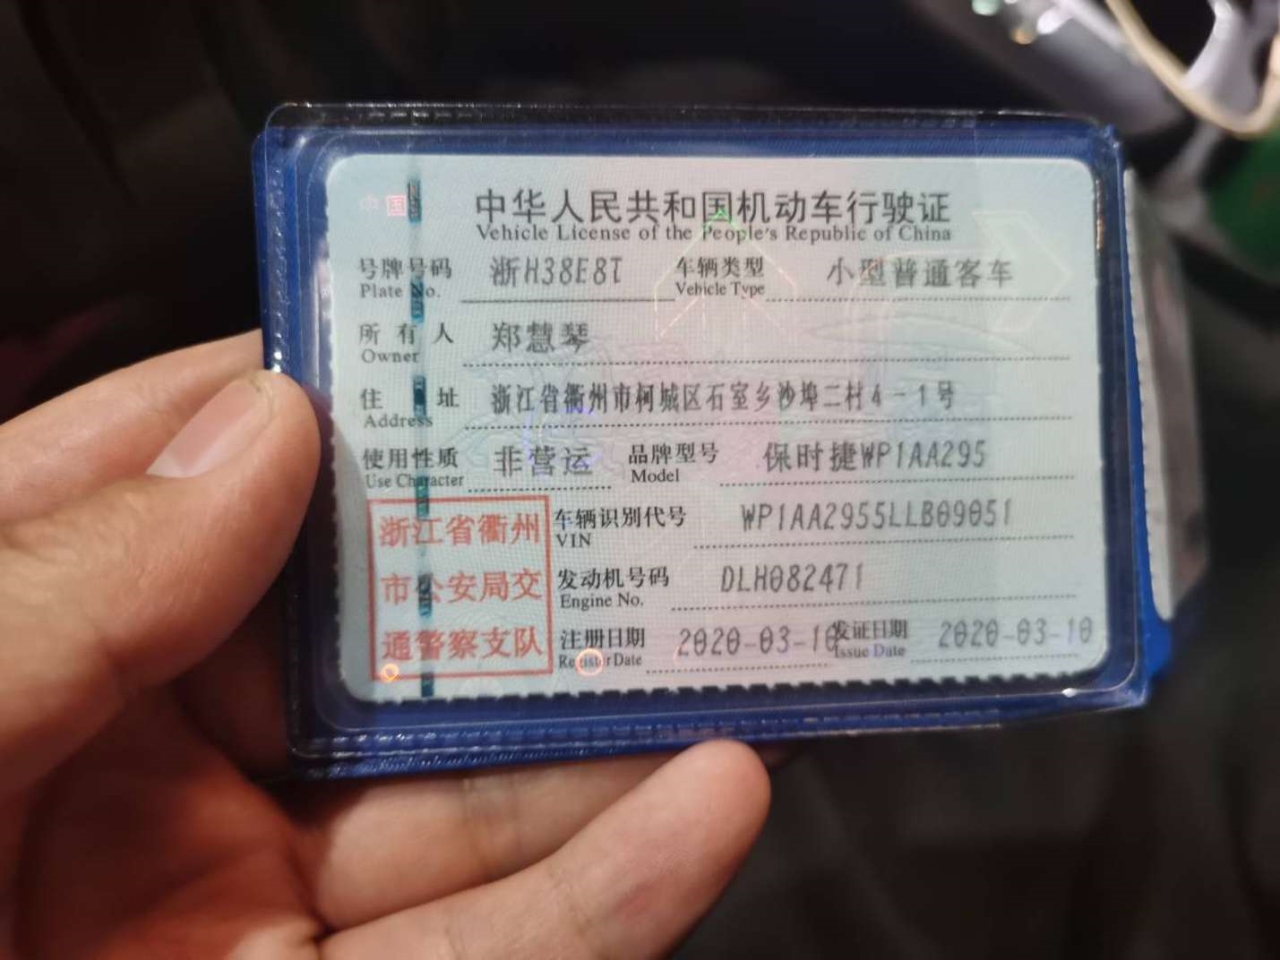 中国
中华人民共和国机动车行驶证
Vehicle License of the People's Republic of China
号牌号码 浙H38E8T 车辆类型 小型普通客车
Plate No. Vehicle Type
所有人 郑慧琴
Owner
住址 浙江省衢州市柯城区石室乡沙埠二村4-1号
Address
使用性质 非营运 品牌型号 保时捷WP1AA295
Use Character Model
浙江省衢州 车辆识别代号 WP1AA2955LLB09051
VIN
市公安局交 发动机号码 DLH082471
Engine No.
通警察支队 注册日期 2020-03-10 发证日期 2020-03-10
Register Date Issue Date